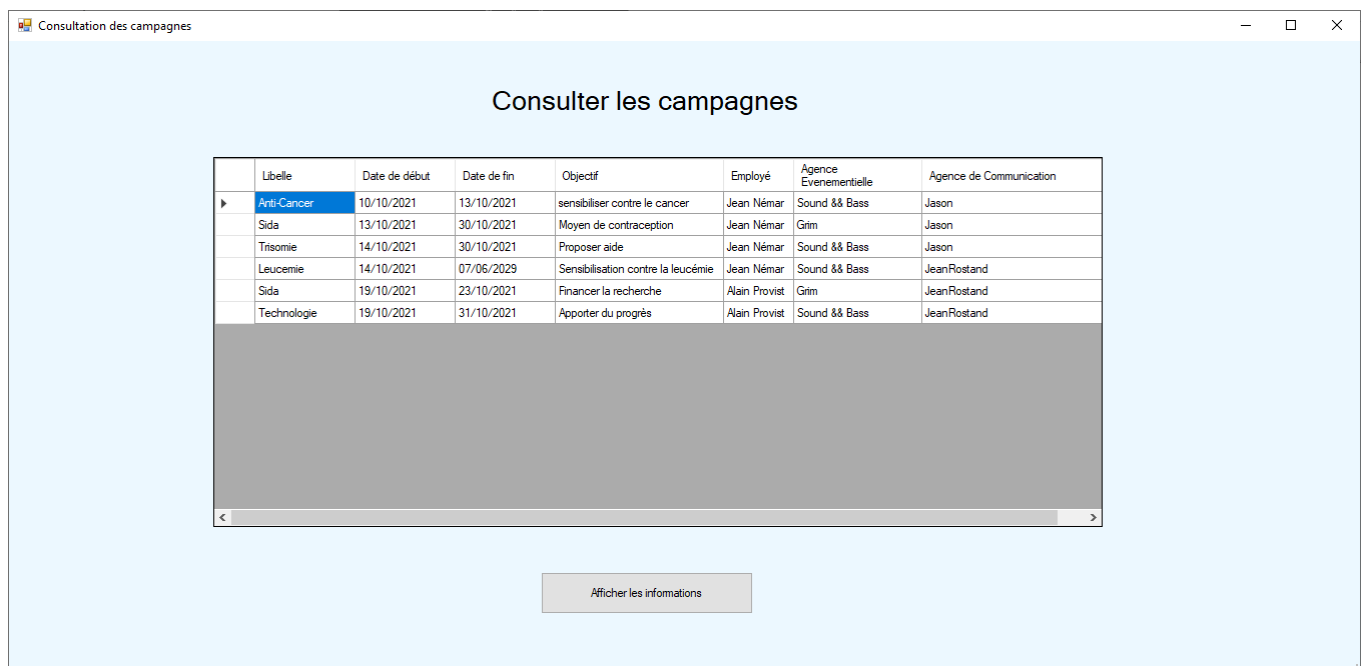 Consultation des campagnes
Consulter les campagnes
Libelle Date de début Date de fin Objectif Employé Agence Evenementielle Agence de Communication
Anti-Cancer 10/10/2021 13/10/2021 sensibiliser contre le cancer Jean Némar Sound && Bass Jason
Sida 13/10/2021 30/10/2021 Moyen de contraception Jean Némar Grim Jason
Trisomie 14/10/2021 30/10/2021 Proposer aide Jean Némar Sound && Bass Jason
Leucemie 14/10/2021 07/06/2029 Sensibilisation contre la leucémie Jean Némar Sound && Bass JeanRostand
Sida 19/10/2021 23/10/2021 Financer la recherche Alain Provist Grim JeanRostand
Technologie 19/10/2021 31/10/2021 Apporter du progrès Alain Provist Sound && Bass JeanRostand
Afficher les informations